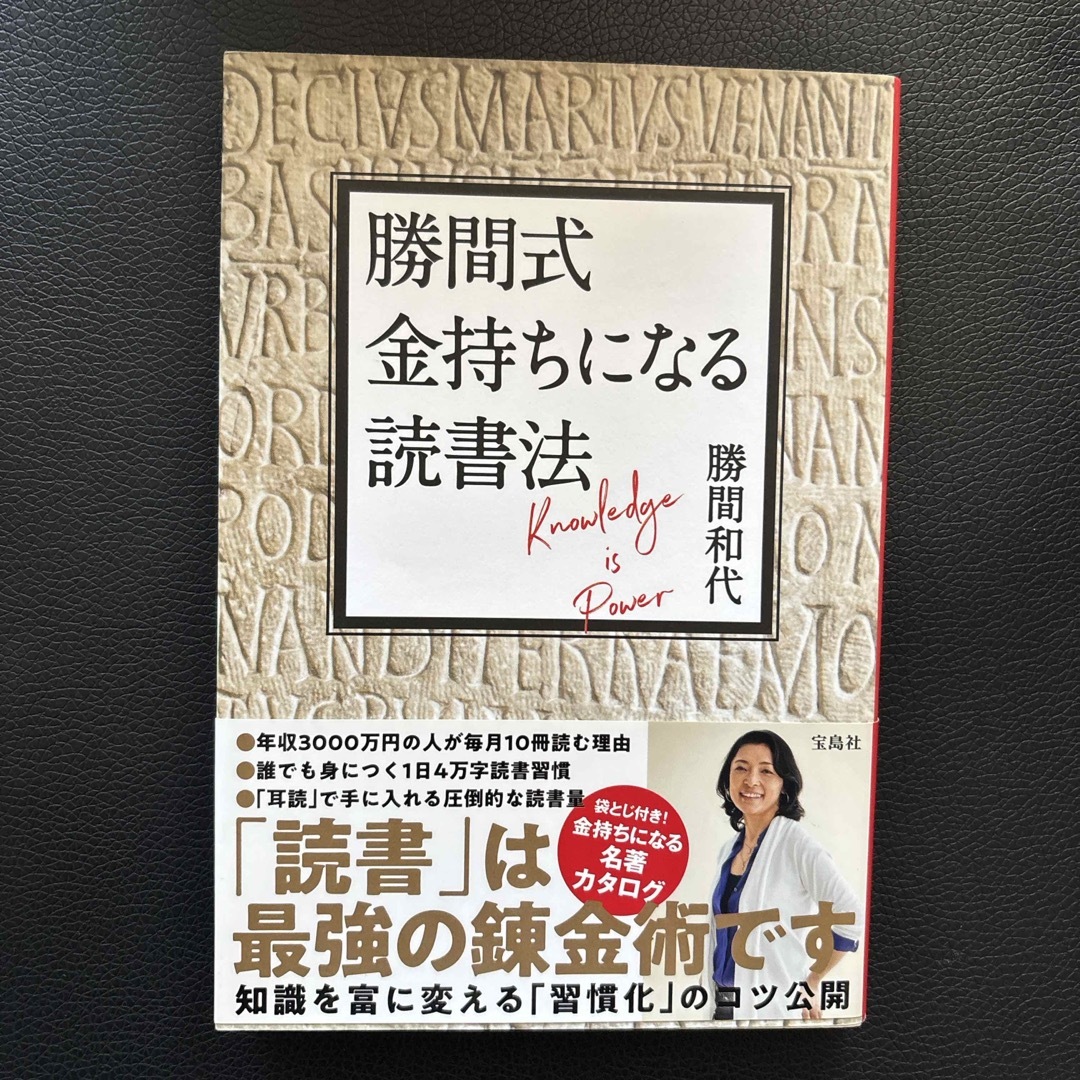 DECIVSMARIVSVENANT
勝間式
金持ちになる
読書法
勝間和代
Knowledge
is
Power
●年収3000万円の人が毎月10冊読む理由
●誰でも身につく1日4万字読書習慣
●「耳読」で手に入れる圧倒的な読書量
宝島社
袋とじ付き!
金持ちになる
名著
カタログ
「読書」は
最強の錬金術です
知識を富に変える「習慣化」のコツ公開